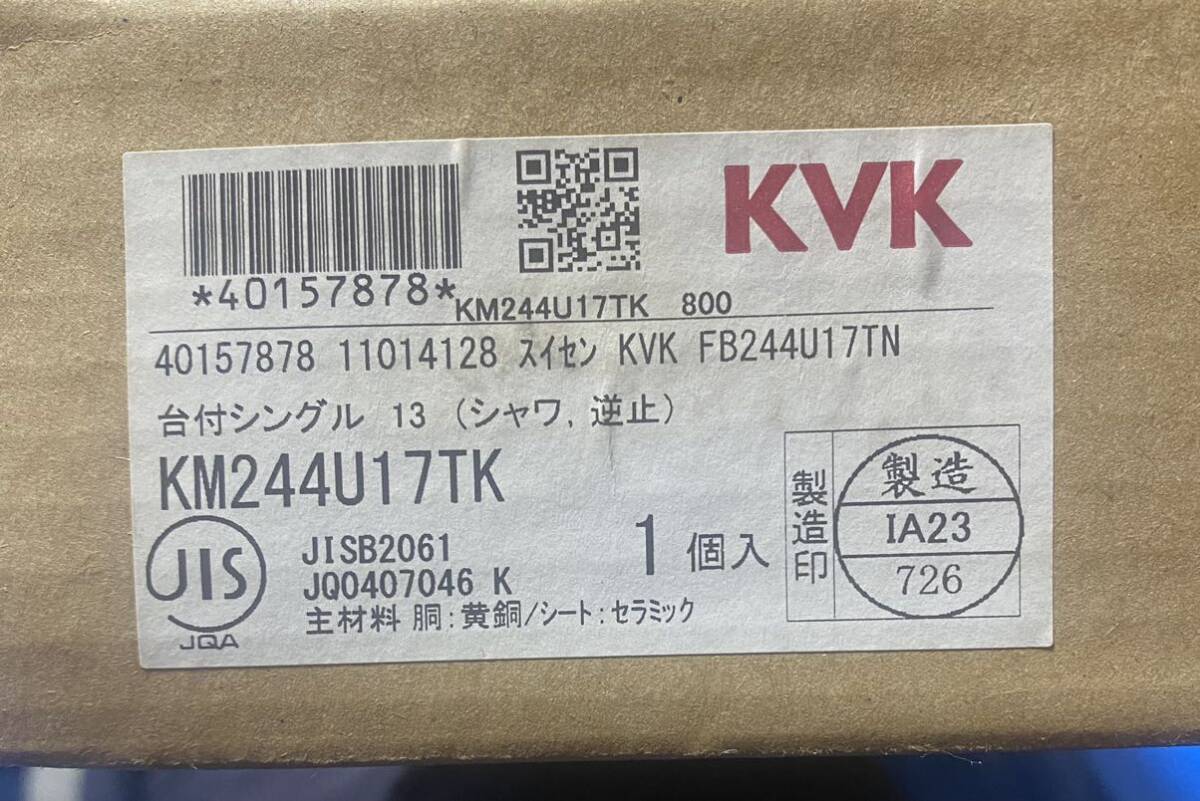 KVK
*40157878*
KM244U17TK 800
40157878 11014128 スイセン KVK FB244U17TN
台付シングル 13 (シャワ, 逆止)
KM244U17TK
JIS
JQA
JISB2061
JQ0407046 K
主材料 胴:黄銅/シート:セラミック
1 個入
製造印
製造
IA23
726